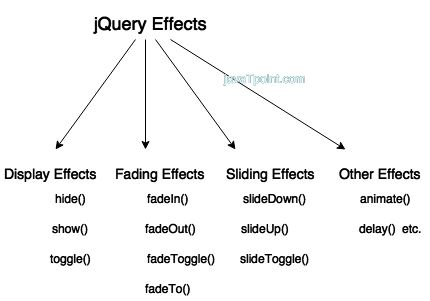 jQuery Effects
javaTpoint.com
Display Effects
hide()
show()
toggle()
Fading Effects
fadeIn()
fadeOut()
fadeToggle()
fadeTo()
Sliding Effects
slideDown()
slideUp()
slideToggle()
Other Effects
animate()
delay() etc.